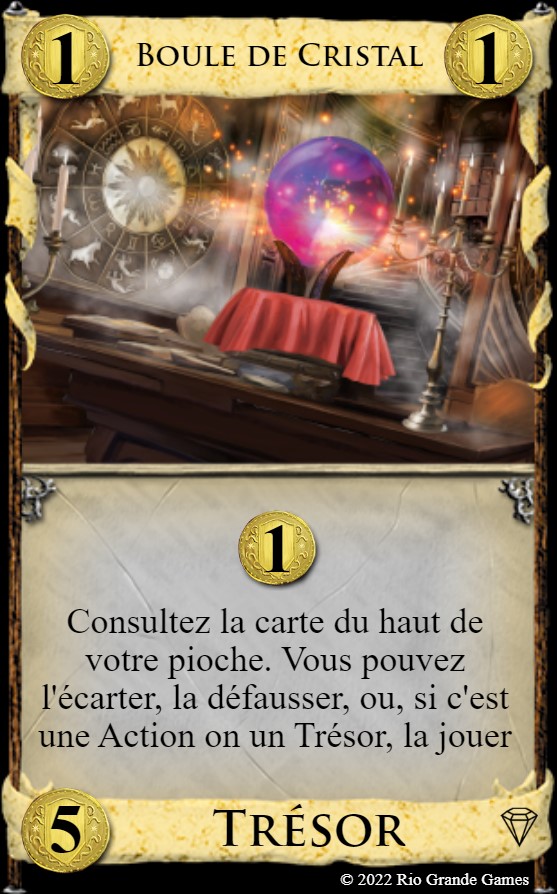 1 Boule de Cristal 1
1
Consultez la carte du haut de
votre pioche. Vous pouvez
l'écarter, la défausser, ou, si c'est
une Action on un Trésor, la jouer
5 Trésor
© 2022 Rio Grande Games